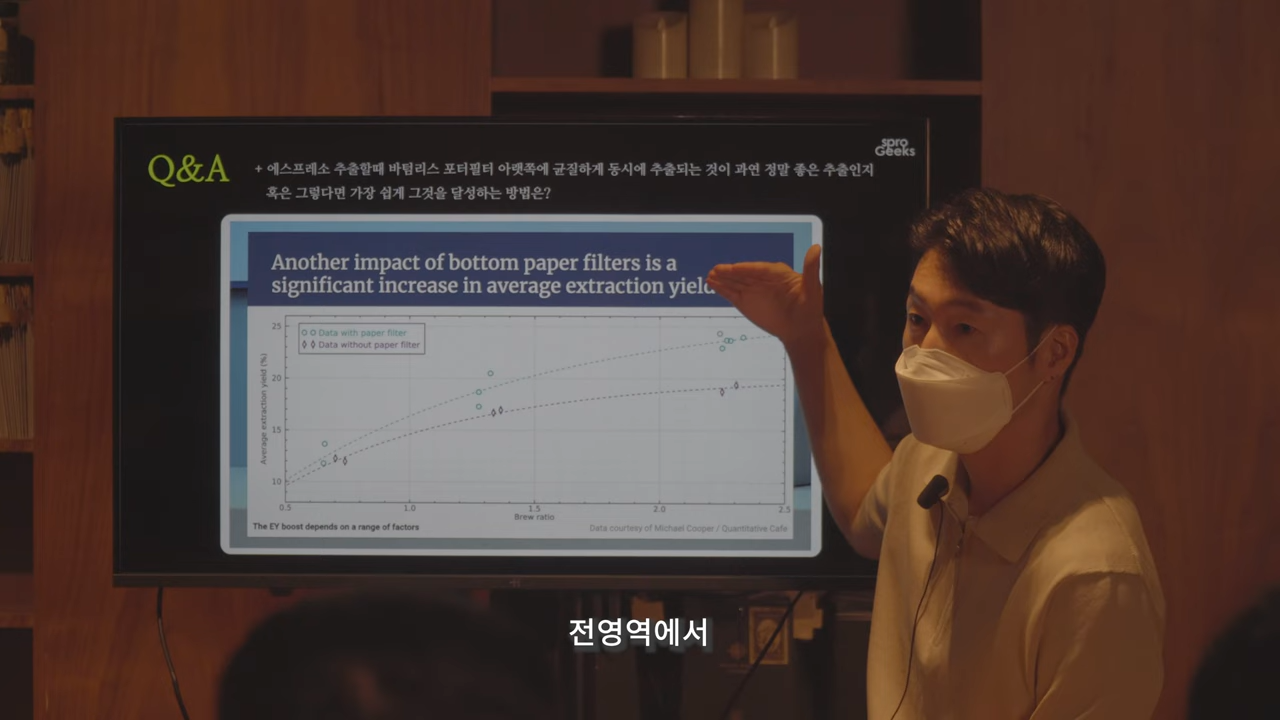 spro
Geeks
Q&A
+ 에스프레소 추출할때 바텀리스 포터필터 아랫쪽에 균질하게 동시에 추출되는 것이 과연 정말 좋은 추출인지
혹은 그렇다면 가장 쉽게 그것을 달성하는 방법은?
Another impact of bottom paper filters is a
significant increase in average extraction yield
Data with paper filter
Data without paper filter
Average extraction yield (%)
25
20
15
10
0.5 1.0 1.5 2.0 2.5
Brew ratio
The EY boost depends on a range of factors
Data courtesy of Michael Cooper / Quantitative Cafe
전영역에서